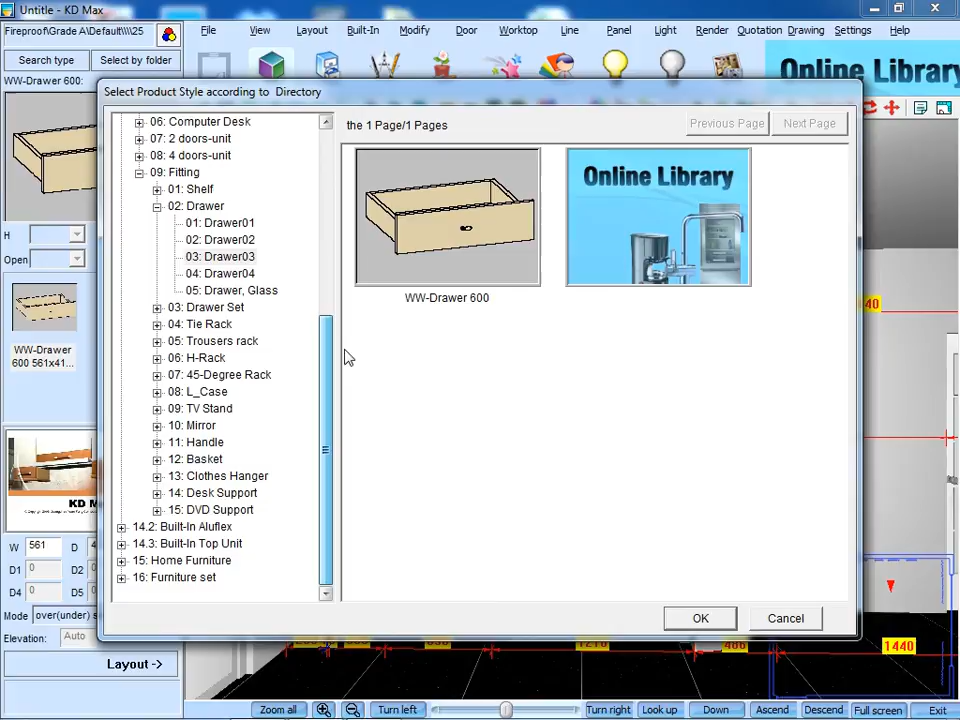 Untitle - KD Max
Fireproof\Grade A\Default\\\\25
File View Layout Built-In Modify Door Worktop Line Panel Light Render Quotation Drawing Settings Help
Search type Select by folder
Online Library
WW-Drawer 600:
Select Product Style according to Directory
06: Computer Desk
07: 2 doors-unit
08: 4 doors-unit
09: Fitting
01: Shelf
02: Drawer
01: Drawer01
02: Drawer02
03: Drawer03
04: Drawer04
05: Drawer, Glass
03: Drawer Set
04: Tie Rack
05: Trousers rack
06: H-Rack
07: 45-Degree Rack
08: L_Case
09: TV Stand
10: Mirror
11: Handle
12: Basket
13: Clothes Hanger
14: Desk Support
15: DVD Support
14.2: Built-In Aluflex
14.3: Built-In Top Unit
15: Home Furniture
16: Furniture set
the 1 Page/1 Pages
Previous Page Next Page
Online Library
WW-Drawer 600
OK Cancel
H
Open
WW-Drawer
600 561x41...
KD M
W 561 D 4
D1 0 D2 0
D4 0 D5 0
Mode over(under) s
Elevation: Auto
Layout ->
40
1210
1440
Zoom all Turn left Turn right Look up Down Ascend Descend Full screen Exit